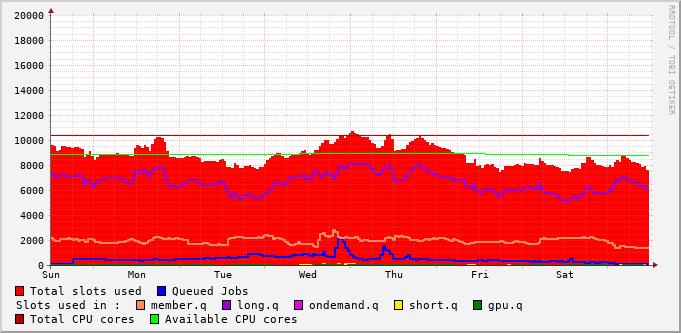 RRDTOOL / TOBI OETIKER
20000
18000
16000
14000
12000
10000
8000
6000
4000
2000
0
Sun Mon Tue Wed Thu Fri Sat
Total slots used Queued Jobs
Slots used in : member.q long.q ondemand.q short.q gpu.q
Total CPU cores Available CPU cores